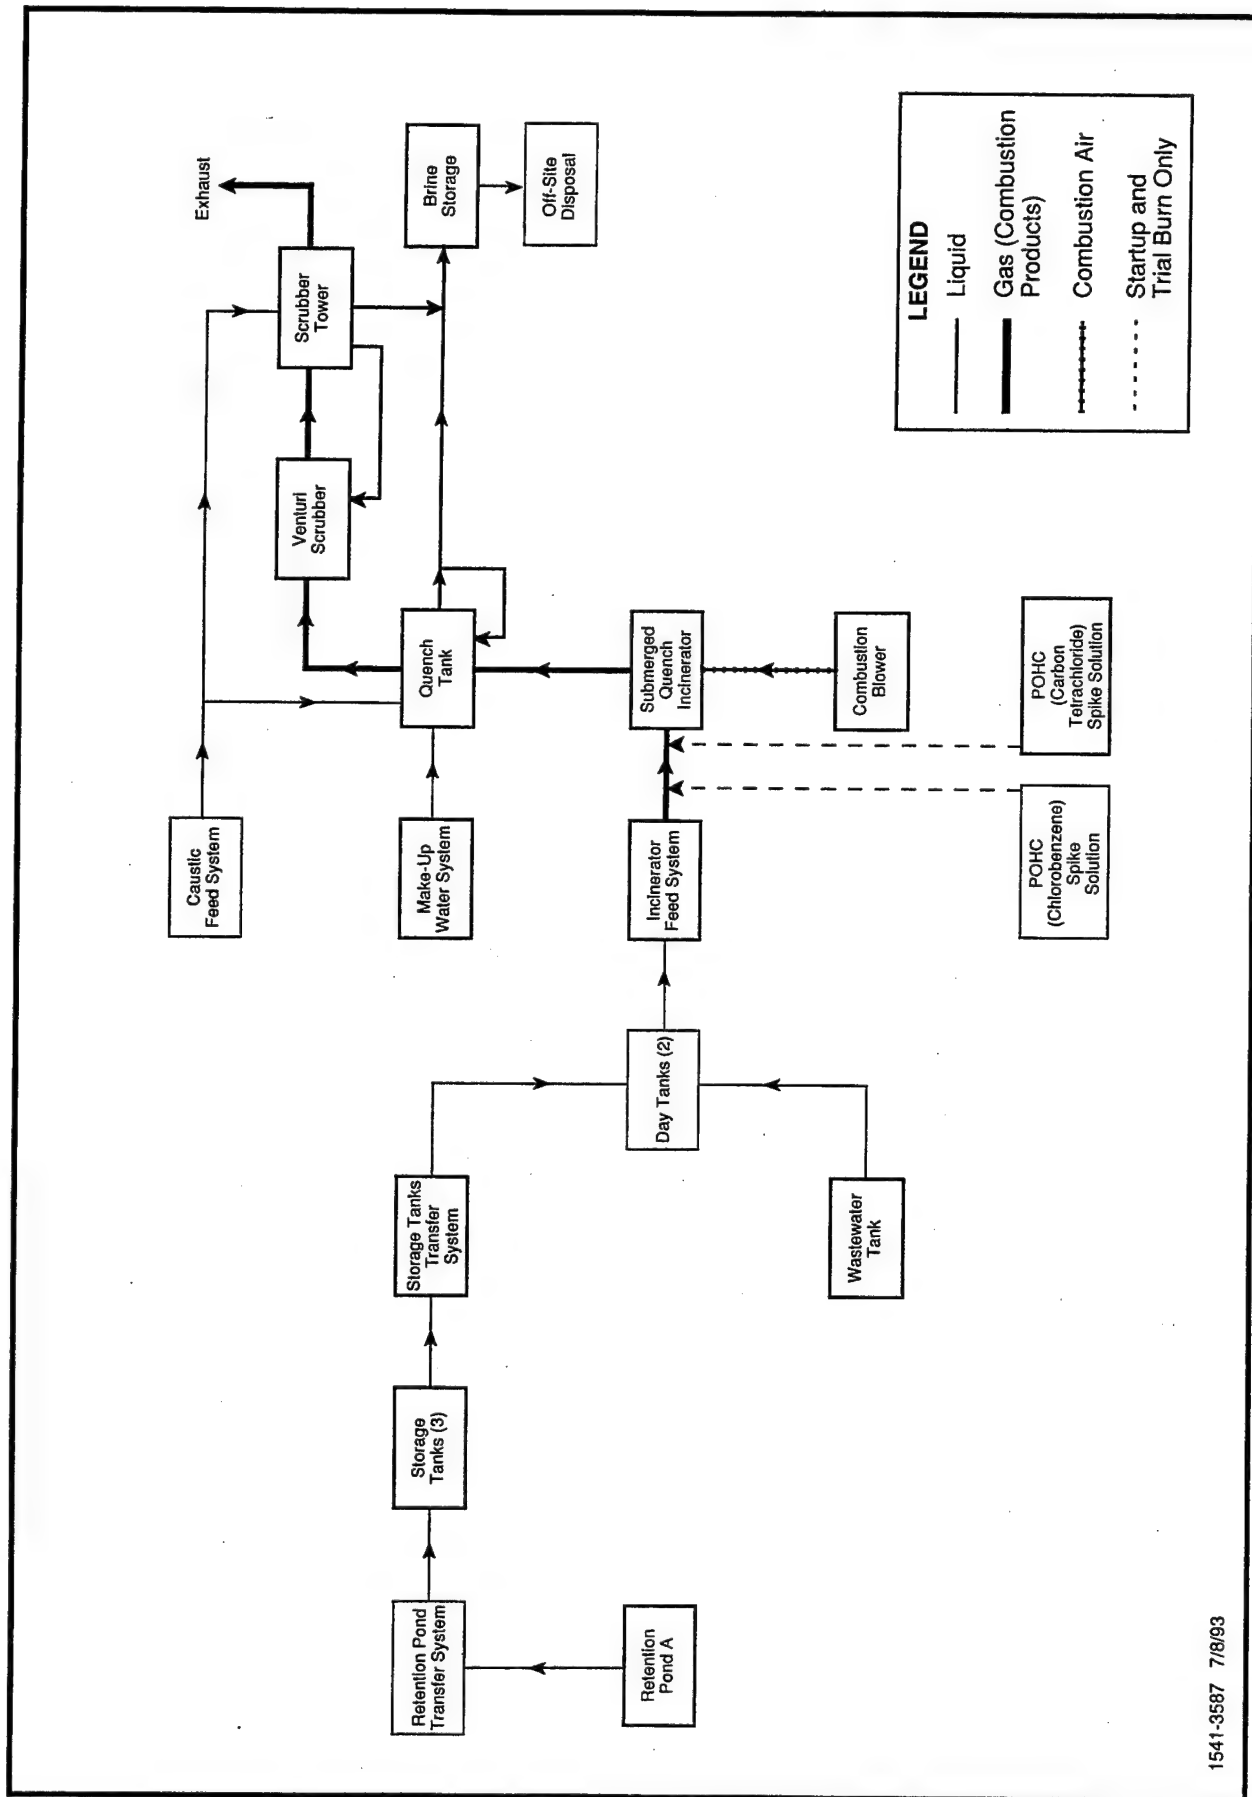 Exhaust
Caustic
Feed System
Venturi
Scrubber
Scrubber
Tower
Retention Pond
Transfer System
Storage
Tanks (3)
Storage Tanks
Transfer
System
Make-Up
Water System
Quench
Tank
Brine
Storage
Off-Site
Disposal
Retention
Pond A
Day Tanks (2)
Incinerator
Feed System
Submerged
Quench
Incinerator
Wastewater
Tank
Combustion
Blower
POHC
(Chlorobenzene)
Spike
Solution
POHC
(Carbon
Tetrachloride)
Spike Solution
LEGEND
Liquid
Gas (Combustion
Products)
Combustion Air
Startup and
Trial Burn Only
1541-3587 7/8/93